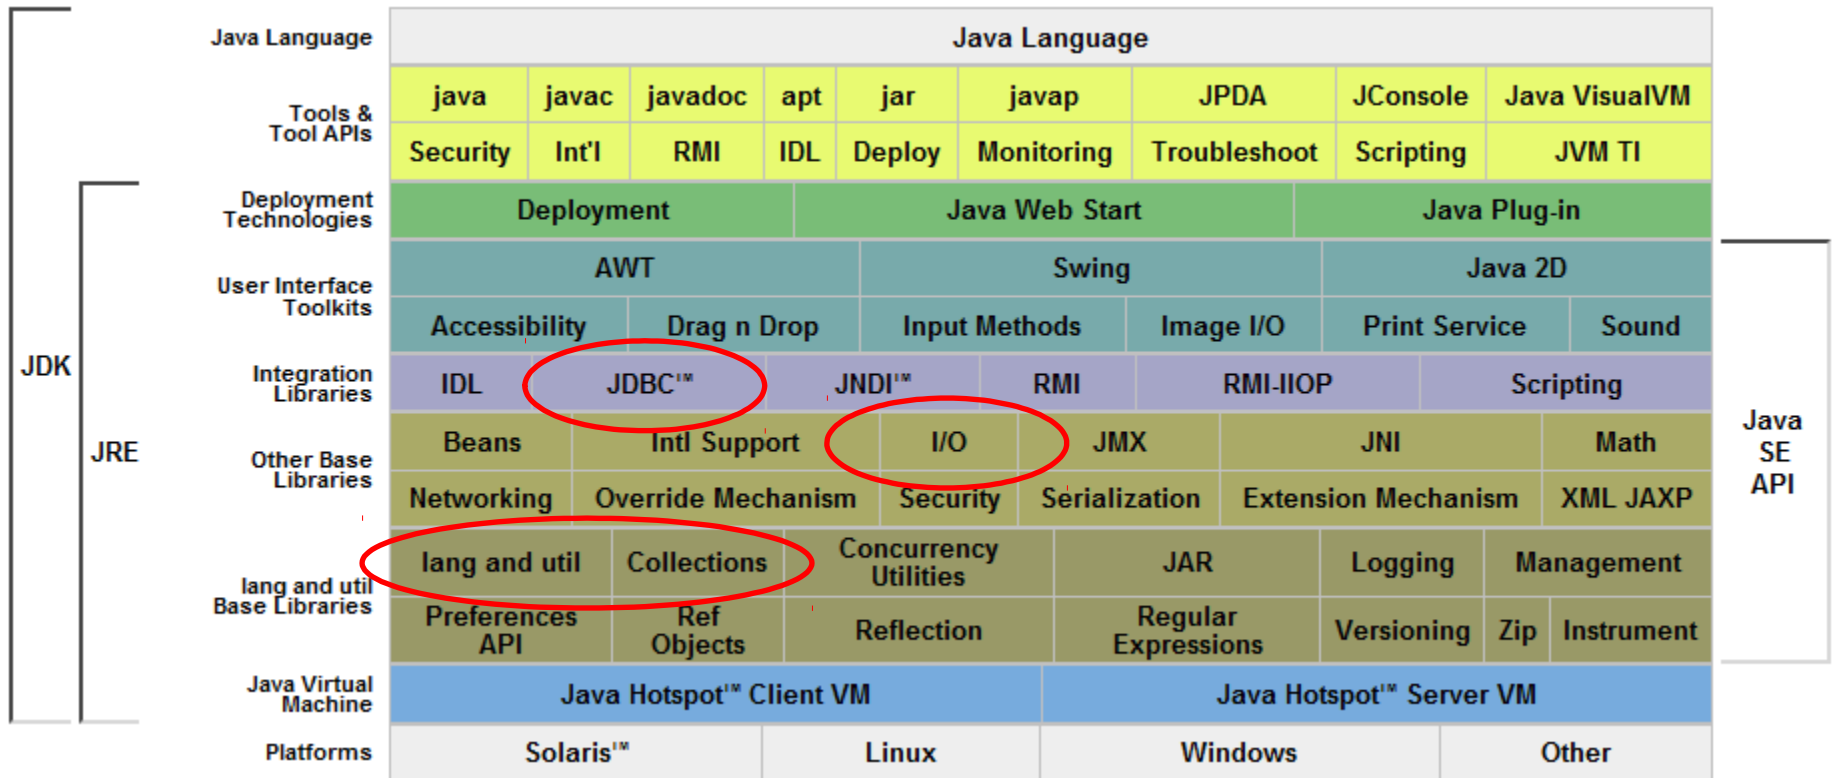 Java Language
Java Language
Tools &
Tool APIs
java javac javadoc apt jar javap JPDA JConsole Java VisualVM
Security Int'l RMI IDL Deploy Monitoring Troubleshoot Scripting JVM TI
Deployment
Technologies
Deployment Java Web Start Java Plug-in
User Interface
Toolkits
AWT Swing Java 2D
Accessibility Drag n Drop Input Methods Image I/O Print Service Sound
Integration
Libraries
IDL JDBC™ JNDI™ RMI RMI-IIOP Scripting
JDK
JRE
Other Base
Libraries
Beans Intl Support I/O JMX JNI Math
Networking Override Mechanism Security Serialization Extension Mechanism XML JAXP
Java
SE
API
lang and util
Base Libraries
lang and util Collections Concurrency
Utilities JAR Logging Management
Preferences
API Ref
Objects Reflection Regular
Expressions Versioning Zip Instrument
Java Virtual
Machine
Java Hotspot™ Client VM Java Hotspot™ Server VM
Platforms
Solaris™ Linux Windows Other